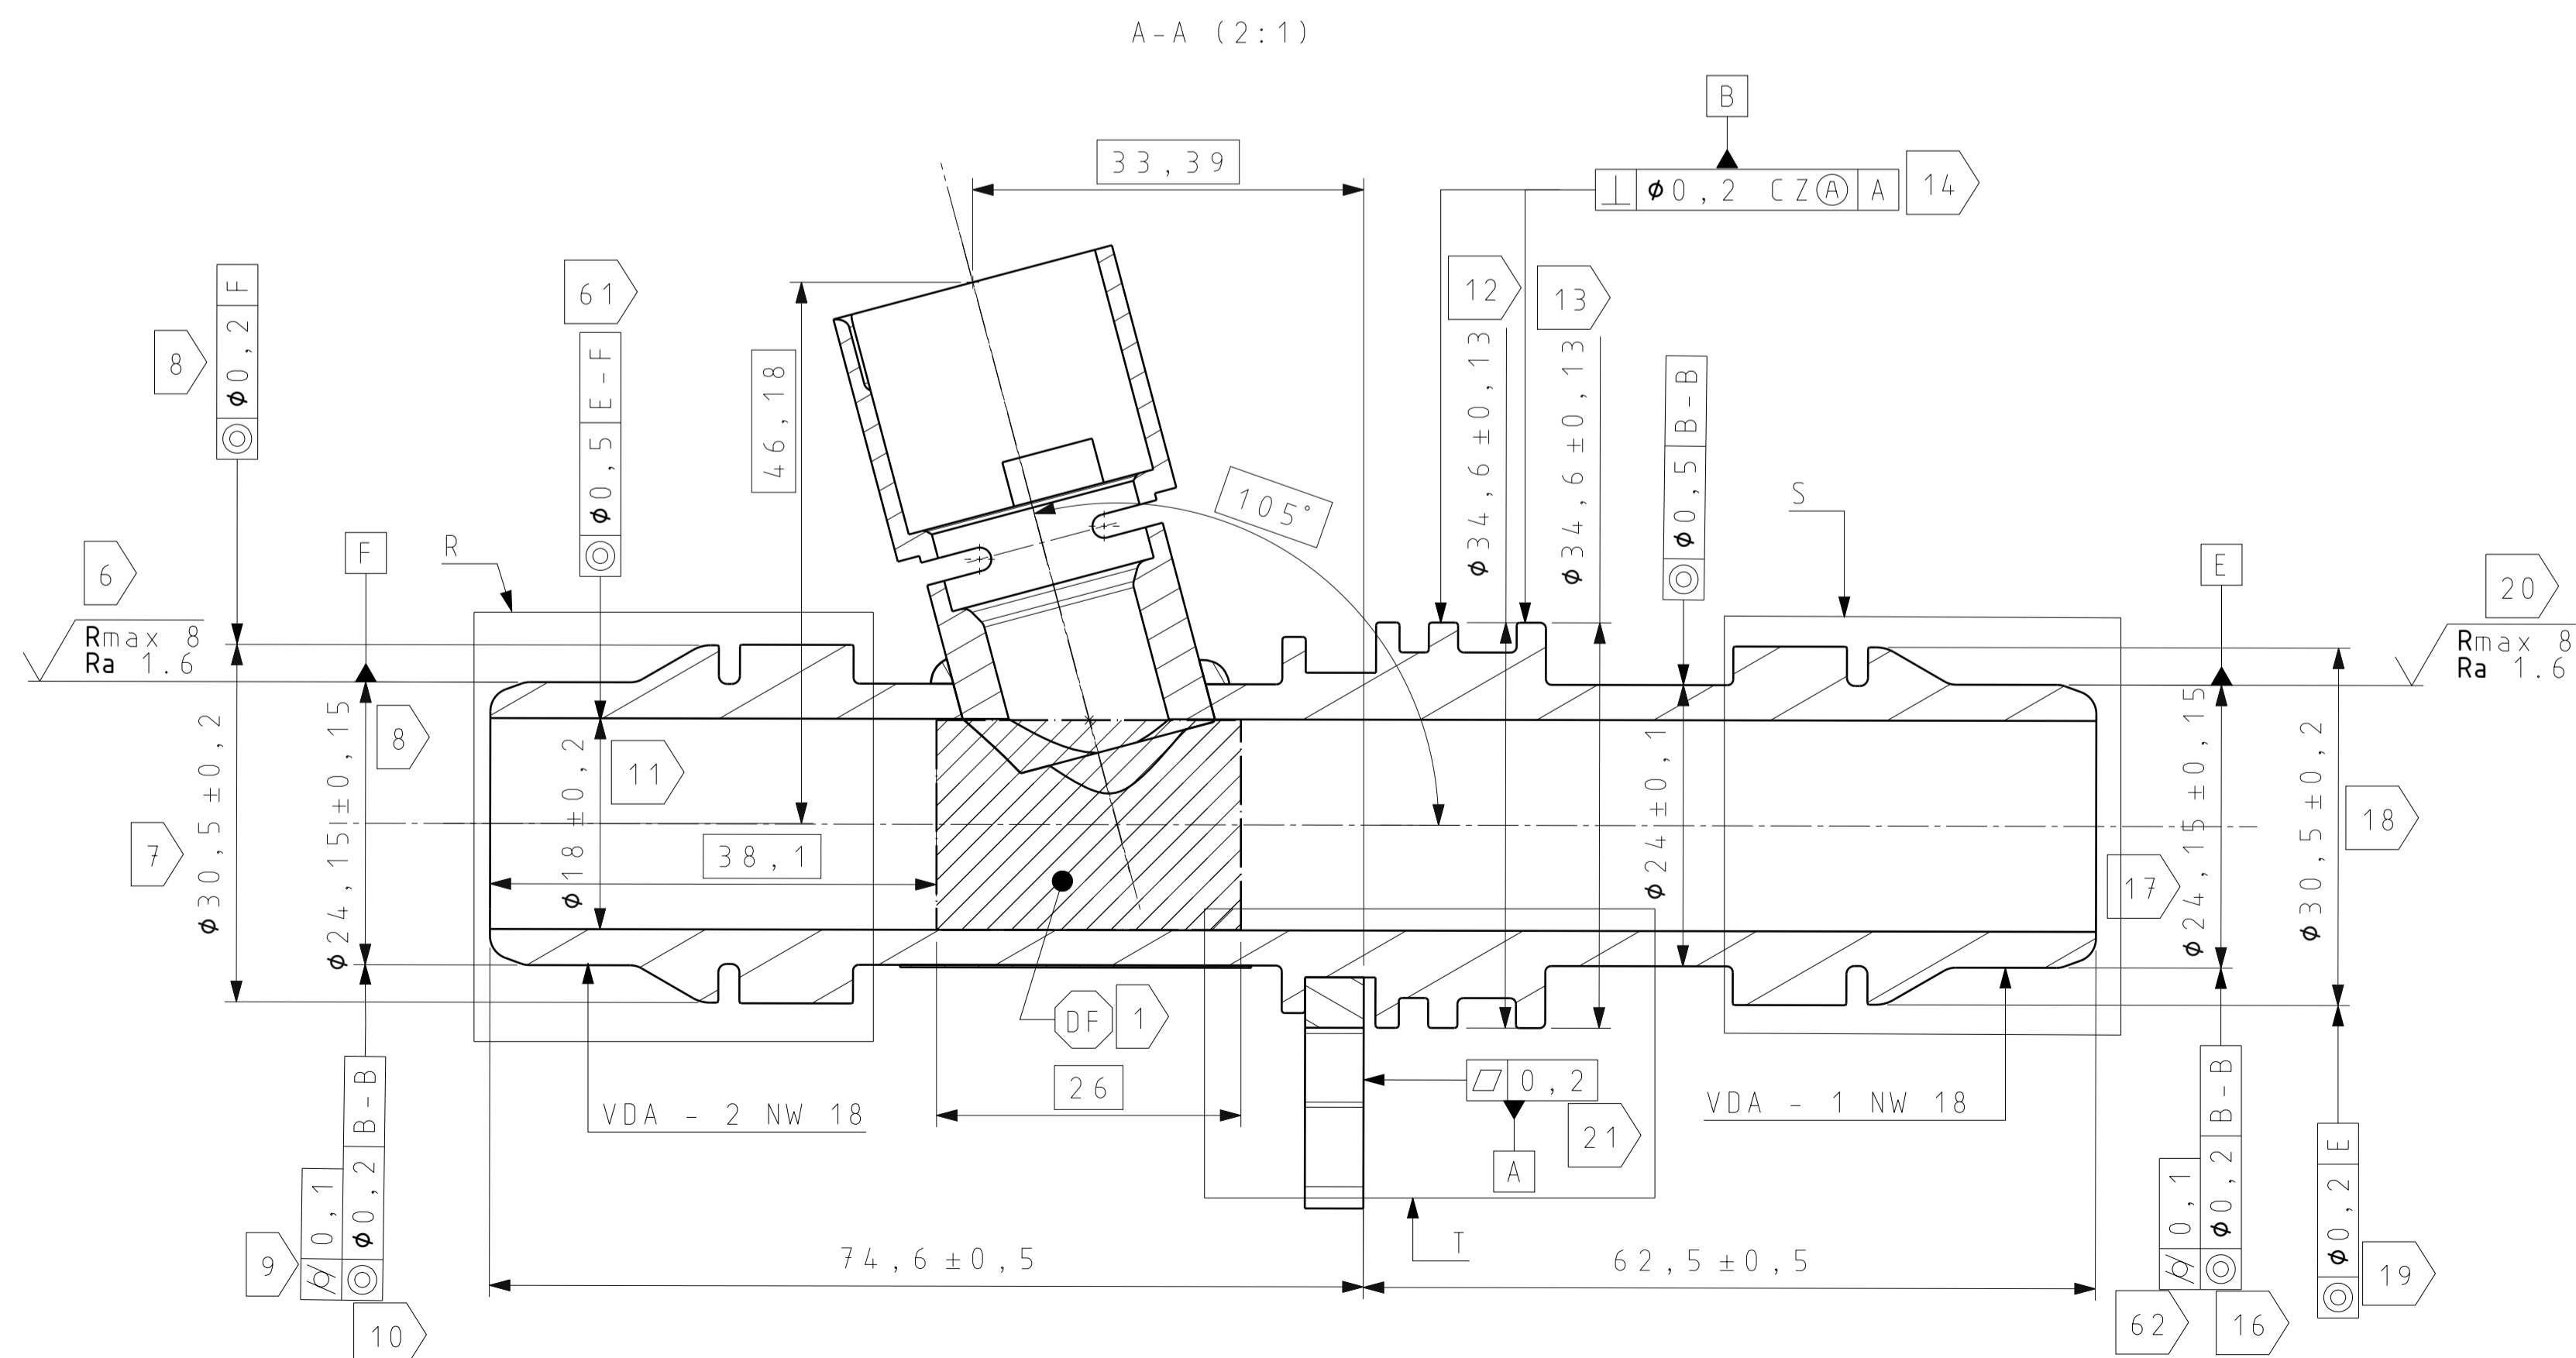 A-A (2:1)
B
33,39
⊥ ϕ0,2 CZⒶ A
14
61
12
13
8
◎ ϕ0,2 F
◎ ϕ0,5 E-F
46,18
ϕ34,6±0,13
ϕ34,6±0,13
◎ ϕ0,5 B-B
105°
S
F
R
E
6
20
Rmax 8
Ra 1.6
Rmax 8
Ra 1.6
7
ϕ30,5±0,2
ϕ24,15±0,15
8
ϕ18±0,2
11
38,1
ϕ24±0,1
17
ϕ24,15±0,15
ϕ30,5±0,2
18
DF
1
26
⏥ 0,2
21
A
VDA - 2 NW 18
VDA - 1 NW 18
9
⌭ 0,1
◎ ϕ0,2 B-B
10
74,6±0,5
T
62,5±0,5
⌭ 0,1
◎ ϕ0,2 B-B
62
16
◎ ϕ0,2 E
19